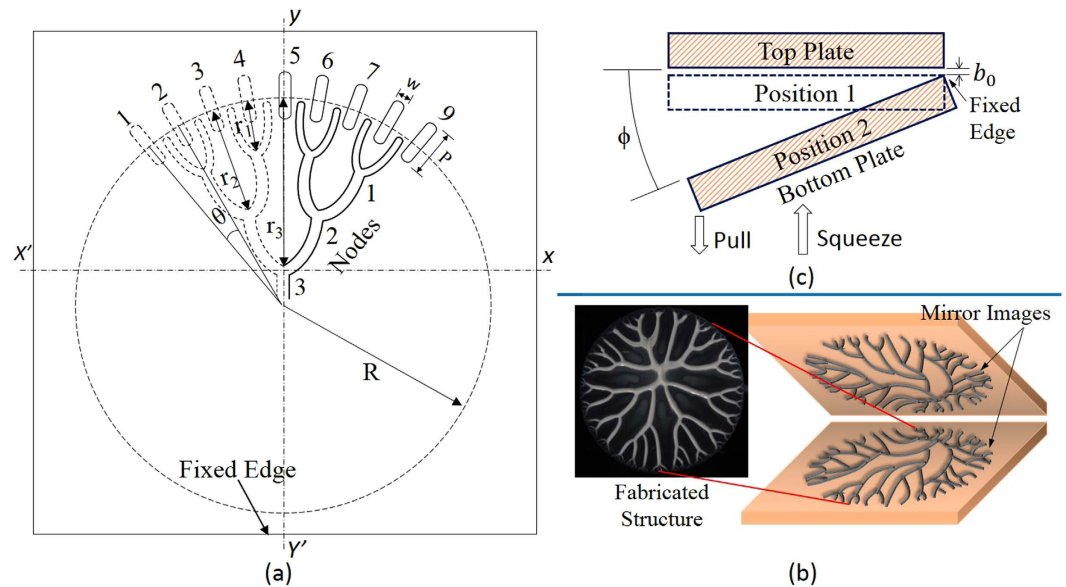 y
1
2
3
4
5
6
7
w
9
P
r₁
r₂
r₃
θ
1
2
Nodes
3
X'
x
R
Fixed Edge
Y'
(a)
Top Plate
b₀
Position 1
Fixed
Edge
ϕ
Position 2
Bottom Plate
Pull
Squeeze
(c)
Mirror Images
Fabricated
Structure
(b)